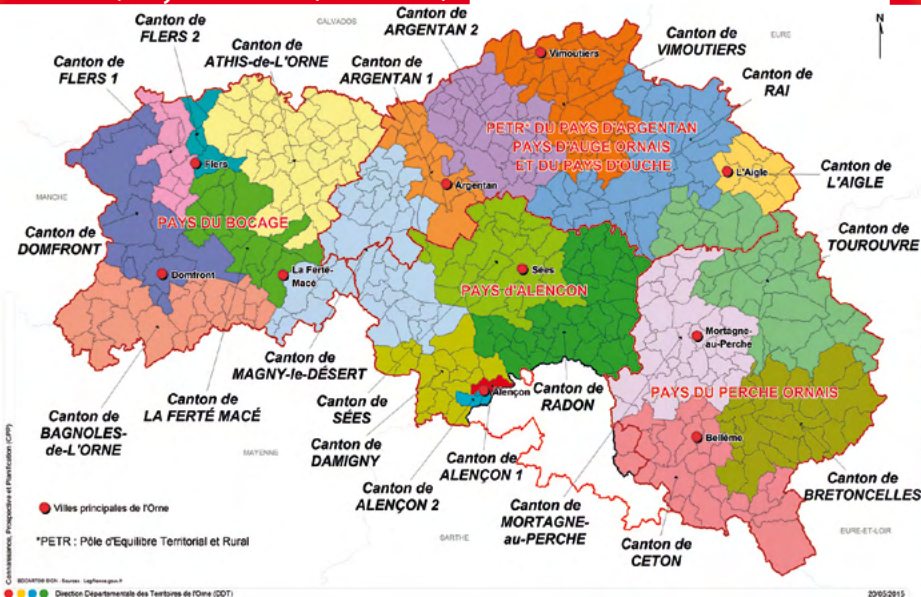 CALVADOS
EURE
N
Canton de
FLERS 2
Canton de
ARGENTAN 2
Canton de
FLERS 1
Canton de
ATHIS-de-L'ORNE
Canton de
ARGENTAN 1
Canton de
VIMOUTIERS
Canton de
RAI
Vimoutiers
PETR* DU PAYS D'ARGENTAN
PAYS D'AUGE ORNAIS
ET DU PAYS D'OUCHE
Flers
Argentan
L'Aigle
Canton de
L'AIGLE
MANCHE
PAYS DU BOCAGE
Canton de
DOMFRONT
Canton de
TOUROUVRE
Domfront
La Ferté-
Macé
Sées
PAYS d'ALENCON
Mortagne-
au-Perche
Canton de
MAGNY-le-DÉSERT
Canton de
LA FERTÉ MACÉ
Canton de
SÉES
Alençon
Canton de
RADON
PAYS DU PERCHE ORNAIS
Canton de
BAGNOLES-
de-L'ORNE
Canton de
DAMIGNY
Bellême
MAYENNE
Canton de
ALENÇON 1
Canton de
ALENÇON 2
Canton de
MORTAGNE-
au-PERCHE
Canton de
BRETONCELLES
Canton de
CETON
SARTHE
EURE-ET-LOIR
Villes principales de l'Orne
*PETR : Pôle d'Equilibre Territorial et Rural
Connaissance, Prospective et Planification (CPP)
Direction Départementale des Territoires de l'Orne (DDT)
20/05/2015